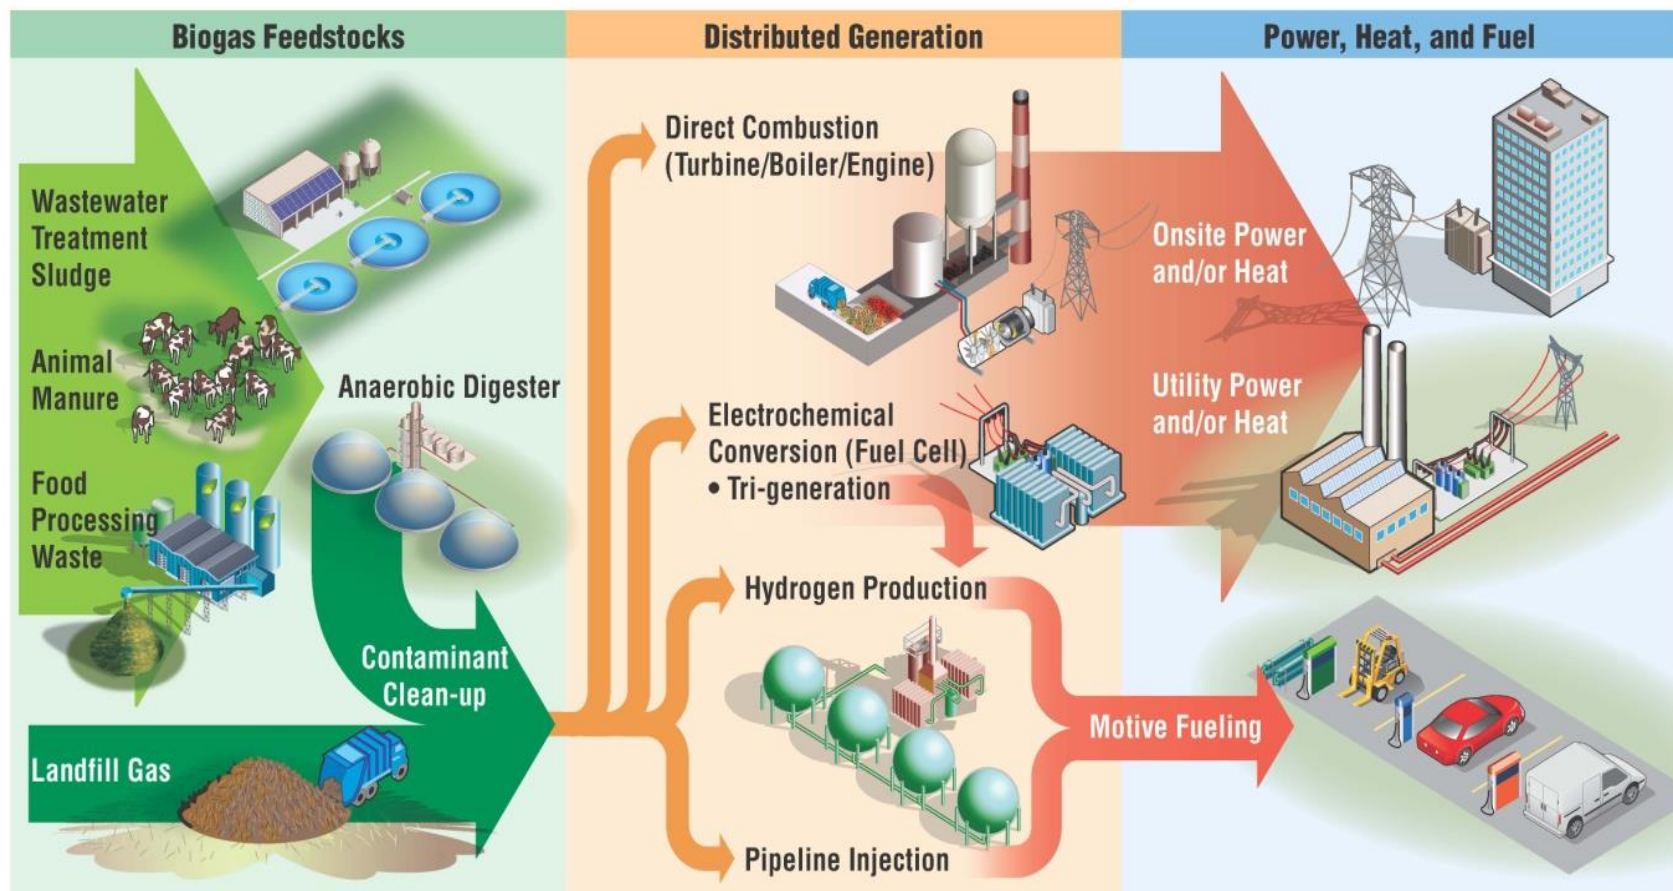 Biogas Feedstocks
Distributed Generation
Power, Heat, and Fuel
Wastewater
Treatment
Sludge
Animal
Manure
Food
Processing
Waste
Anaerobic Digester
Contaminant
Clean-up
Landfill Gas
Direct Combustion
(Turbine/Boiler/Engine)
Electrochemical
Conversion (Fuel Cell)
• Tri-generation
Hydrogen Production
Pipeline Injection
Onsite Power
and/or Heat
Utility Power
and/or Heat
Motive Fueling